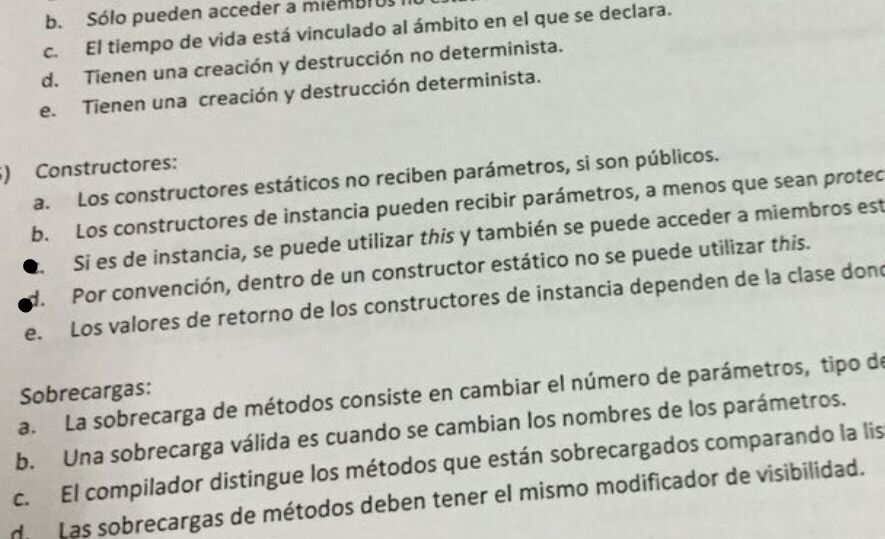 b. Sólo pueden acceder a miembros
c. El tiempo de vida está vinculado al ámbito en el que se declara.
d. Tienen una creación y destrucción no determinista.
e. Tienen una creación y destrucción determinista.
) Constructores:
a. Los constructores estáticos no reciben parámetros, si son públicos.
b. Los constructores de instancia pueden recibir parámetros, a menos que sean protec
. Si es de instancia, se puede utilizar this y también se puede acceder a miembros est
d. Por convención, dentro de un constructor estático no se puede utilizar this.
e. Los valores de retorno de los constructores de instancia dependen de la clase dond
Sobrecargas:
a. La sobrecarga de métodos consiste en cambiar el número de parámetros, tipo de
b. Una sobrecarga válida es cuando se cambian los nombres de los parámetros.
c. El compilador distingue los métodos que están sobrecargados comparando la lis
d. Las sobrecargas de métodos deben tener el mismo modificador de visibilidad.